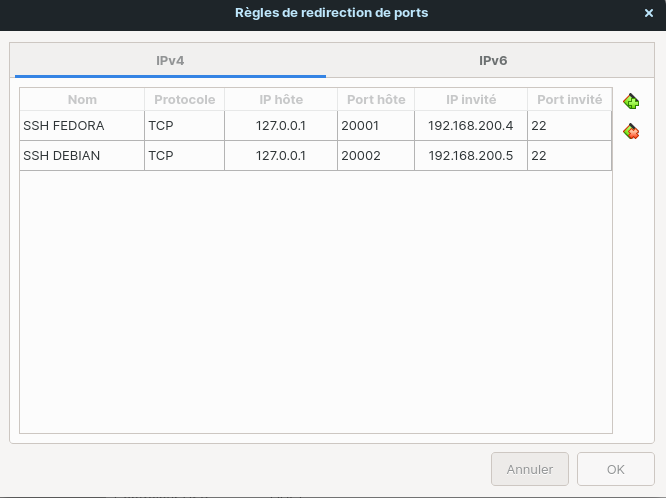 Règles de redirection de ports
IPv4 IPv6
Nom Protocole IP hôte Port hôte IP invité Port invité
SSH FEDORA TCP 127.0.0.1 20001 192.168.200.4 22
SSH DEBIAN TCP 127.0.0.1 20002 192.168.200.5 22
Annuler OK